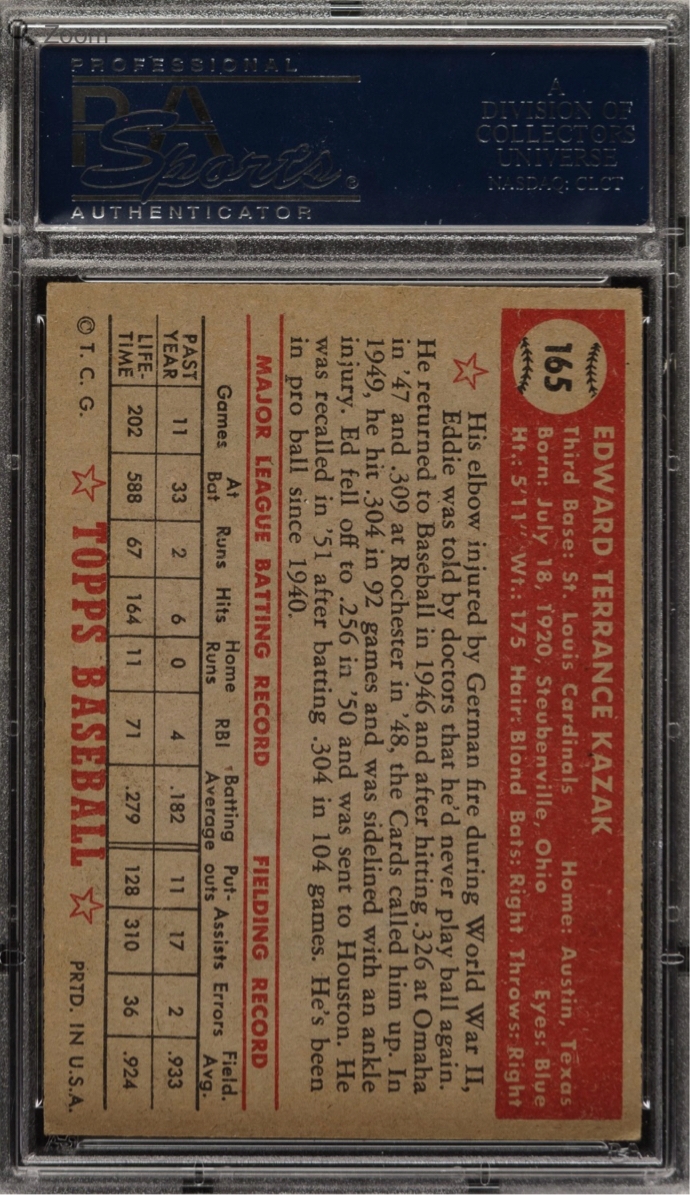 Zoom
PROFESSIONAL
PSA
Sports®
AUTHENTICATOR
A
DIVISION OF
COLLECTORS
UNIVERSE
NASDAQ: CLCT
165
EDWARD TERRANCE KAZAK
Third Base: St. Louis Cardinals Home: Austin, Texas
Born: July 18, 1920, Steubenville, Ohio Eyes: Blue
Ht.: 5'11" Wt.: 175 Hair: Blond Bats: Right Throws: Right
His elbow injured by German fire during World War II,
Eddie was told by doctors that he'd never play ball again.
He returned to Baseball in 1946 and after hitting .326 at Omaha
in '47 and .309 at Rochester in '48, the Cards called him up. In
1949, he hit .304 in 92 games and was sidelined with an ankle
injury. Ed fell off to .256 in '50 and was sent to Houston. He
was recalled in '51 after batting .304 in 104 games. He's been
in pro ball since 1940.
MAJOR LEAGUE BATTING RECORD FIELDING RECORD
Games At Bat Runs Hits Home Runs RBI Batting Average Put-outs Assists Errors Field. Avg.
PAST YEAR 11 33 2 6 0 4 .182 11 17 2 .933
LIFE-TIME 202 588 67 164 11 71 .279 128 310 36 .924
© T. C. G. TOPPS BASEBALL PRTD. IN U.S.A.